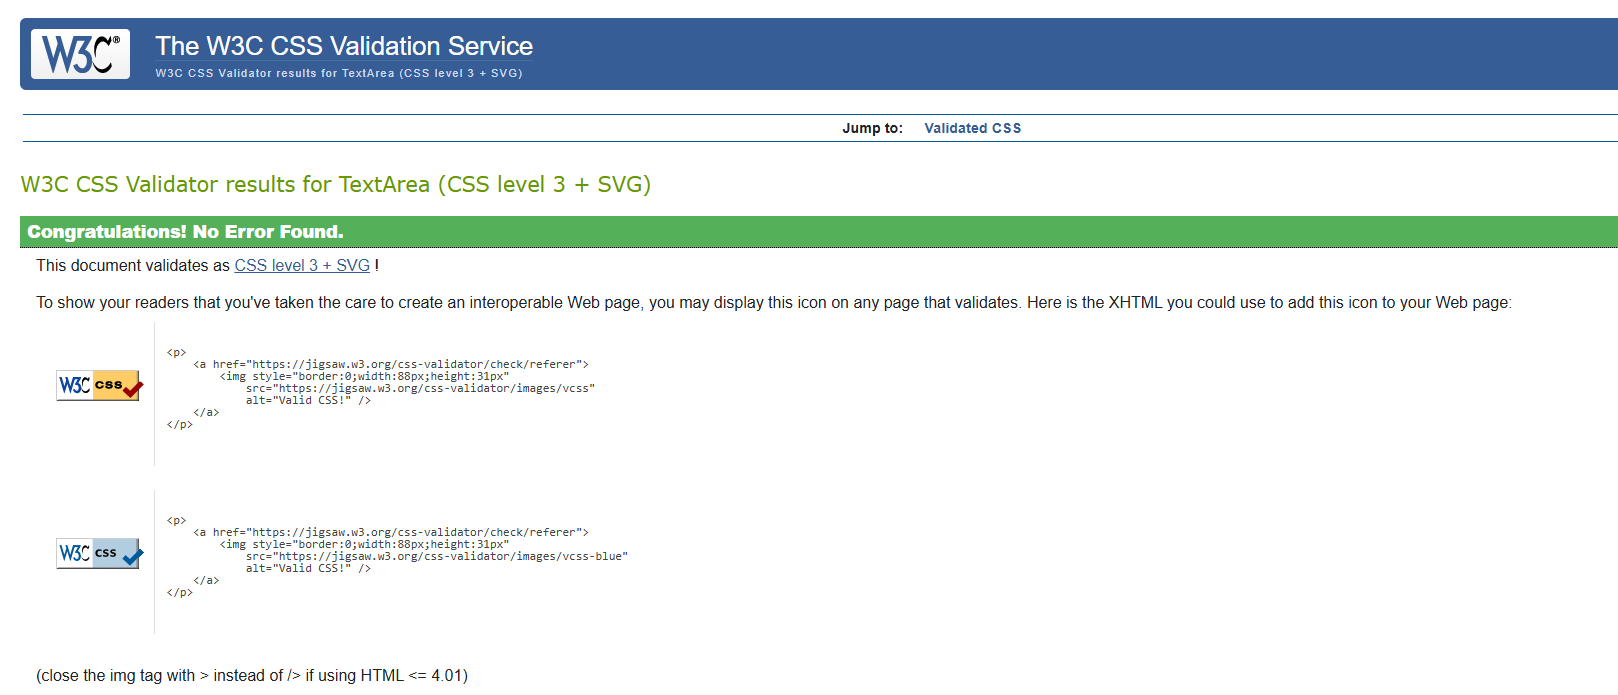 W3C®
The W3C CSS Validation Service
W3C CSS Validator results for TextArea (CSS level 3 + SVG)
Jump to: Validated CSS
W3C CSS Validator results for TextArea (CSS level 3 + SVG)
Congratulations! No Error Found.
This document validates as CSS level 3 + SVG !
To show your readers that you've taken the care to create an interoperable Web page, you may display this icon on any page that validates. Here is the XHTML you could use to add this icon to your Web page:
W3C css
<p>
    <a href="https://jigsaw.w3.org/css-validator/check/referer">
        <img style="border:0;width:88px;height:31px"
            src="https://jigsaw.w3.org/css-validator/images/vcss"
            alt="Valid CSS!" />
    </a>
</p>
W3C css
<p>
    <a href="https://jigsaw.w3.org/css-validator/check/referer">
        <img style="border:0;width:88px;height:31px"
            src="https://jigsaw.w3.org/css-validator/images/vcss-blue"
            alt="Valid CSS!" />
    </a>
</p>
(close the img tag with > instead of /> if using HTML <= 4.01)